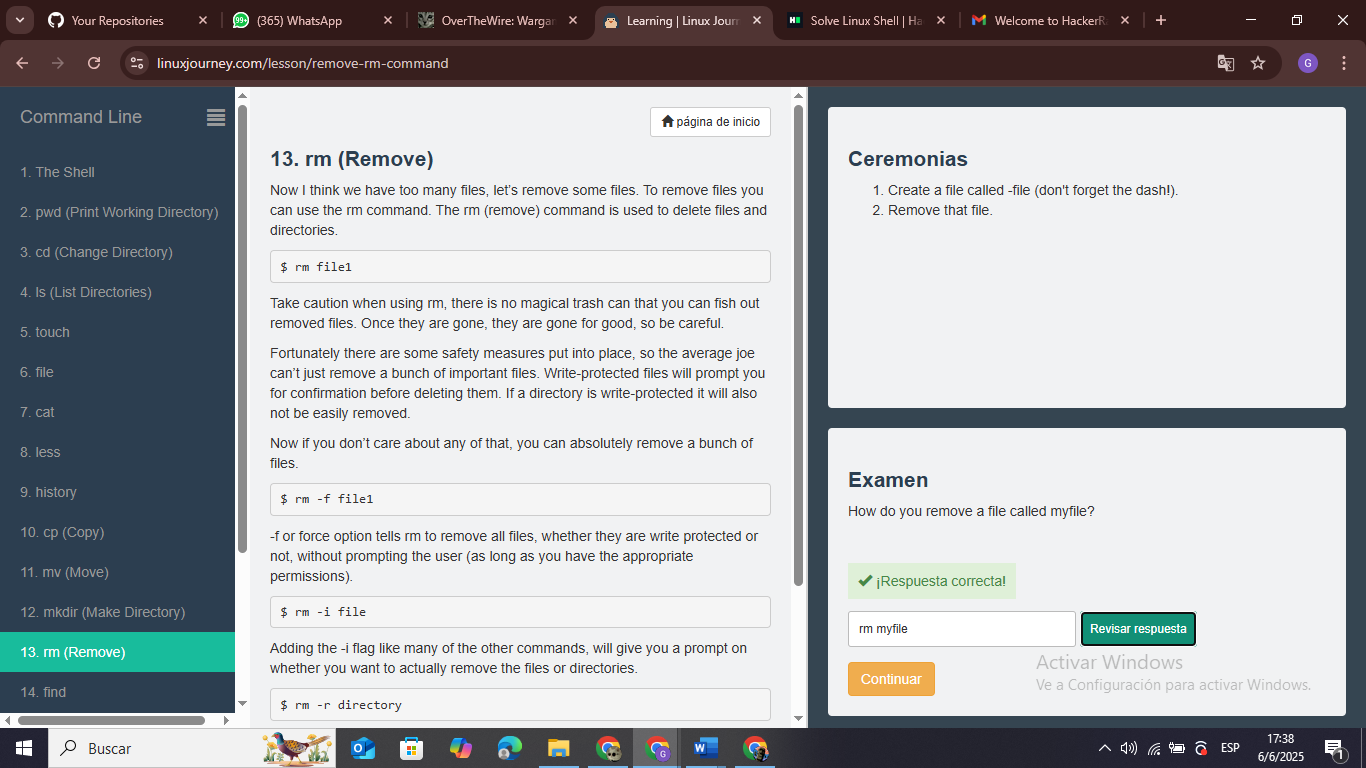 Your Repositories
99+
(365) WhatsApp
OverTheWire: Wargam
Learning | Linux Journ
Solve Linux Shell | Ha
Welcome to HackerRa
linuxjourney.com/lesson/remove-rm-command
G
Command Line
1. The Shell
2. pwd (Print Working Directory)
3. cd (Change Directory)
4. ls (List Directories)
5. touch
6. file
7. cat
8. less
9. history
10. cp (Copy)
11. mv (Move)
12. mkdir (Make Directory)
13. rm (Remove)
14. find
página de inicio
13. rm (Remove)
Now I think we have too many files, let’s remove some files. To remove files you
can use the rm command. The rm (remove) command is used to delete files and
directories.
$ rm file1
Take caution when using rm, there is no magical trash can that you can fish out
removed files. Once they are gone, they are gone for good, so be careful.
Fortunately there are some safety measures put into place, so the average joe
can’t just remove a bunch of important files. Write-protected files will prompt you
for confirmation before deleting them. If a directory is write-protected it will also
not be easily removed.
Now if you don’t care about any of that, you can absolutely remove a bunch of
files.
$ rm -f file1
-f or force option tells rm to remove all files, whether they are write protected or
not, without prompting the user (as long as you have the appropriate
permissions).
$ rm -i file
Adding the -i flag like many of the other commands, will give you a prompt on
whether you want to actually remove the files or directories.
$ rm -r directory
Ceremonias
1. Create a file called -file (don't forget the dash!).
2. Remove that file.
Examen
How do you remove a file called myfile?
¡Respuesta correcta!
rm myfile
Revisar respuesta
Continuar
Activar Windows
Ve a Configuración para activar Windows.
Buscar
ESP
17:38
6/6/2025
1